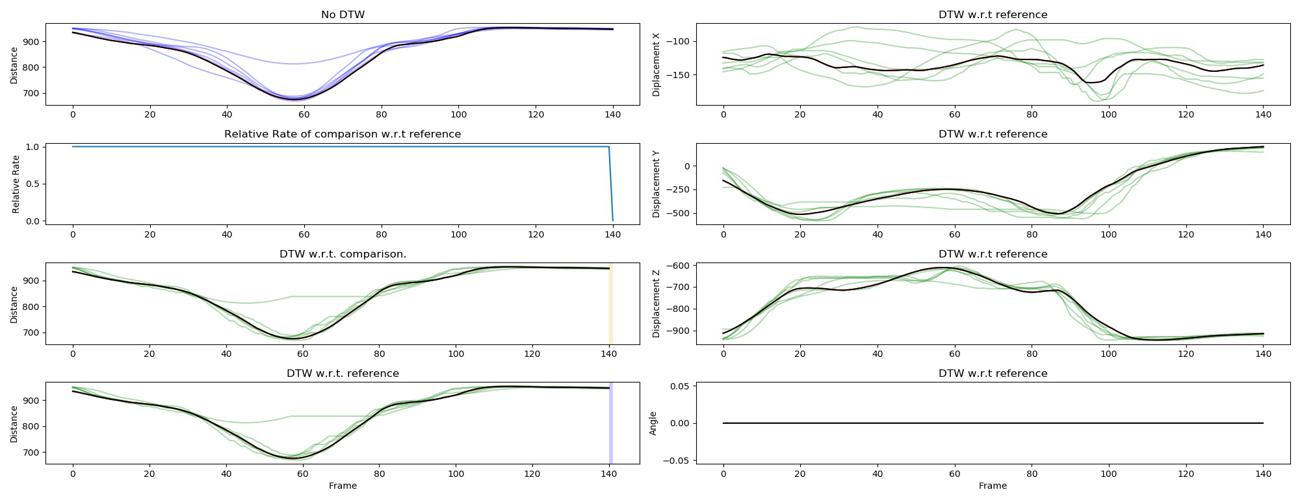 No DTW
Distance
900
800
700
0 20 40 60 80 100 120 140
Relative Rate of comparison w.r.t reference
Relative Rate
1.0
0.5
0.0
0 20 40 60 80 100 120 140
DTW w.r.t. comparison.
Distance
900
800
700
0 20 40 60 80 100 120 140
DTW w.r.t. reference
Distance
900
800
700
0 20 40 60 80 100 120 140
Frame
DTW w.r.t reference
Displacement X
−100
−150
0 20 40 60 80 100 120 140
DTW w.r.t reference
Displacement Y
0
−250
−500
0 20 40 60 80 100 120 140
DTW w.r.t reference
Displacement Z
−600
−700
−800
−900
0 20 40 60 80 100 120 140
DTW w.r.t reference
Angle
0.05
0.00
−0.05
0 20 40 60 80 100 120 140
Frame